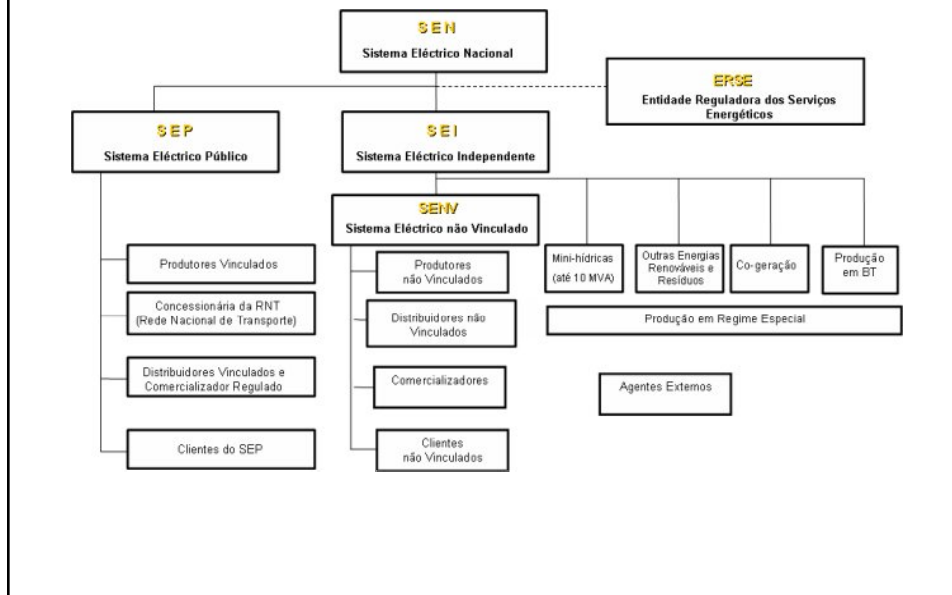 SEN
Sistema Eléctrico Nacional
ERSE
Entidade Reguladora dos Serviços
Energéticos
SEP
Sistema Eléctrico Público
SEI
Sistema Eléctrico Independente
SENV
Sistema Eléctrico não Vinculado
Produtores Vinculados
Concessionária da RNT
(Rede Nacional de Transporte)
Distribuidores Vinculados e
Comercializador Regulado
Clientes do SEP
Produtores
não Vinculados
Distribuidores não
Vinculados
Comercializadores
Clientes
não Vinculados
Mini-hídricas
(até 10 MVA)
Outras Energias
Renováveis e
Resíduos
Co-geração
Produção
em BT
Produção em Regime Especial
Agentes Externos